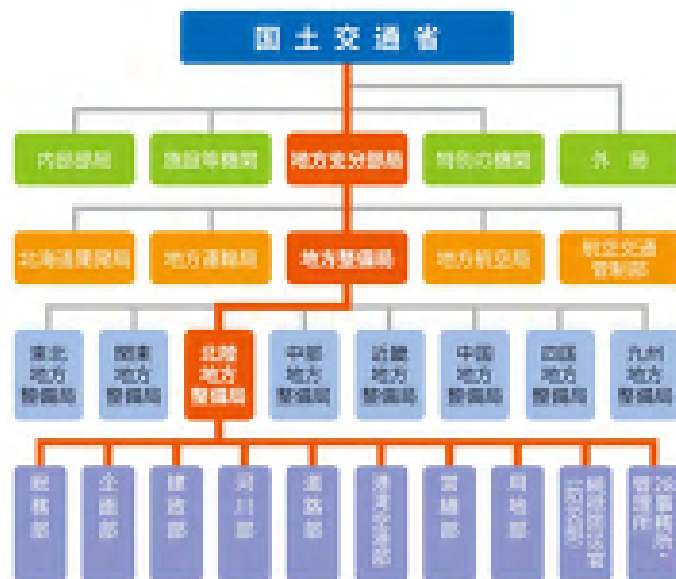 国土交通省
内部部局
施設等機関
地方支分部局
特別の機関
外局
北海道開発局
地方運輸局
地方整備局
地方航空局
航空交通
管制部
東北
地方
整備局
関東
地方
整備局
北陸
地方
整備局
中部
地方
整備局
近畿
地方
整備局
中国
地方
整備局
四国
地方
整備局
九州
地方
整備局
総務部
企画部
建政部
河川部
道路部
港湾空港部
営繕部
用地部